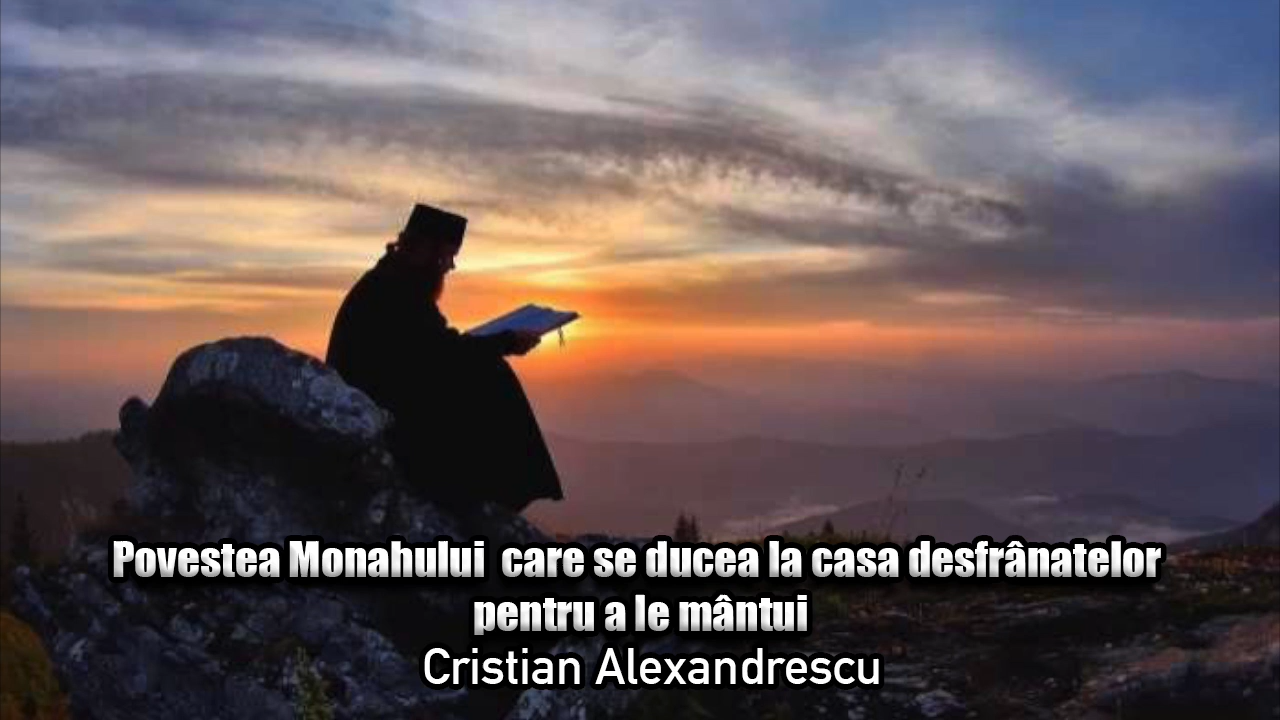 Povestea Monahului care se ducea la casa desfrânatelor
pentru a le mântui
Cristian Alexandrescu